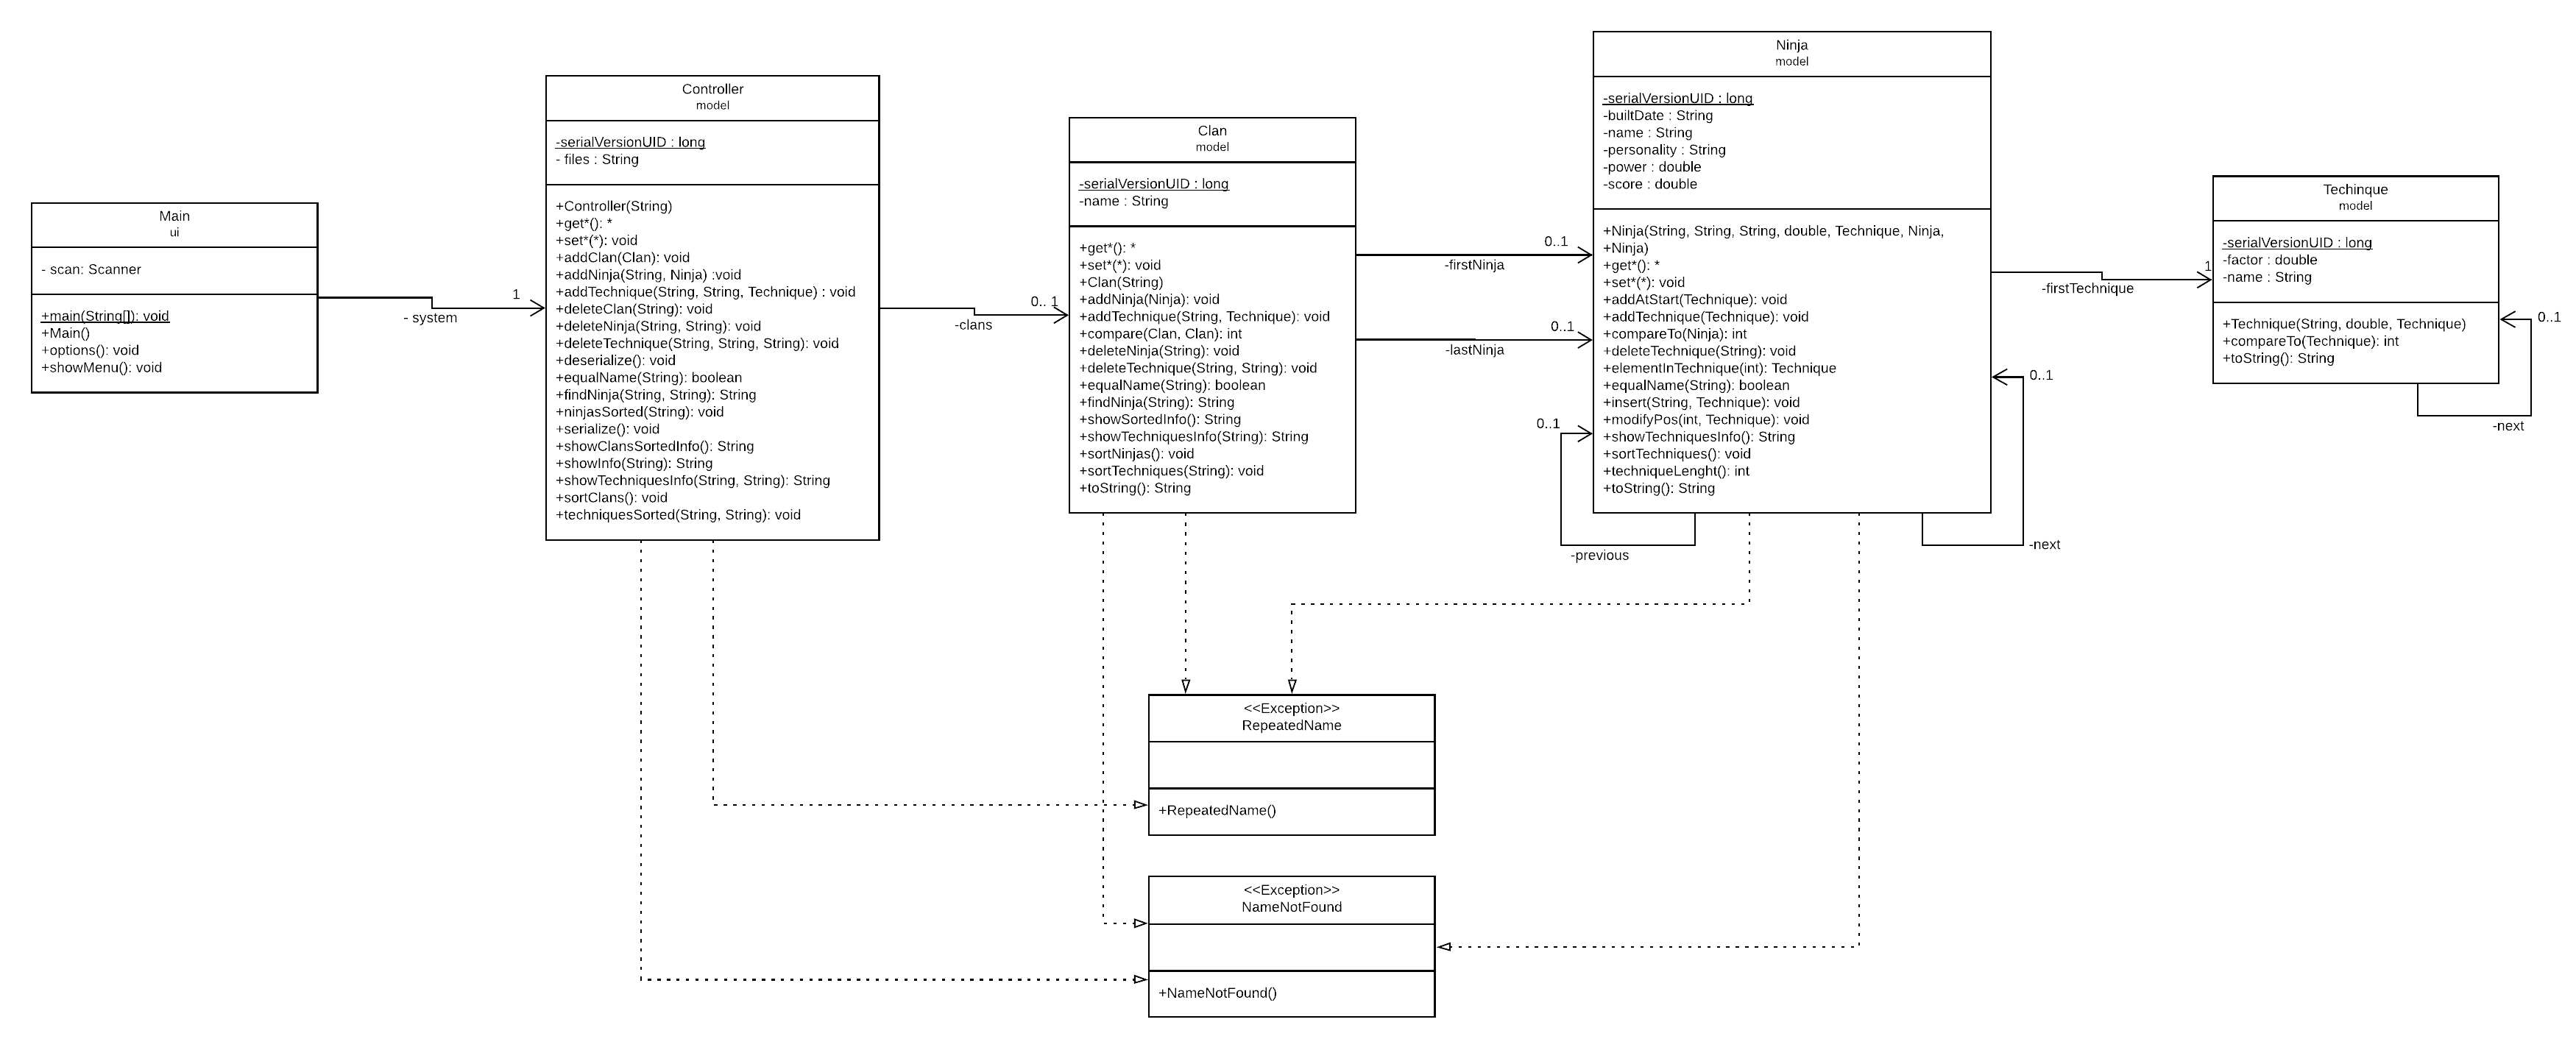 Main
ui
- scan: Scanner
+main(String[]): void
+Main()
+options(): void
+showMenu(): void
1
- system
Controller
model
-serialVersionUID : long
- files : String
+Controller(String)
+get*(): *
+set*(*): void
+addClan(Clan): void
+addNinja(String, Ninja) :void
+addTechnique(String, String, Technique) : void
+deleteClan(String): void
+deleteNinja(String, String): void
+deleteTechnique(String, String, String): void
+deserialize(): void
+equalName(String): boolean
+findNinja(String, String): String
+ninjasSorted(String): void
+serialize(): void
+showClansSortedInfo(): String
+showInfo(String): String
+showTechniquesInfo(String, String): String
+sortClans(): void
+techniquesSorted(String, String): void
0.. 1
-clans
Clan
model
-serialVersionUID : long
-name : String
+get*(): *
+set*(*): void
+Clan(String)
+addNinja(Ninja): void
+addTechnique(String, Technique): void
+compare(Clan, Clan): int
+deleteNinja(String): void
+deleteTechnique(String, String): void
+equalName(String): boolean
+findNinja(String): String
+showSortedInfo(): String
+showTechniquesInfo(String): String
+sortNinjas(): void
+sortTechniques(String): void
+toString(): String
0..1
-firstNinja
0..1
-lastNinja
0..1
-previous
Ninja
model
-serialVersionUID : long
-builtDate : String
-name : String
-personality : String
-power : double
-score : double
+Ninja(String, String, String, double, Technique, Ninja,
+Ninja)
+get*(): *
+set*(*): void
+addAtStart(Technique): void
+addTechnique(Technique): void
+compareTo(Ninja): int
+deleteTechnique(String): void
+elementInTechnique(int): Technique
+equalName(String): boolean
+insert(String, Technique): void
+modifyPos(int, Technique): void
+showTechniquesInfo(): String
+sortTechniques(): void
+techniqueLenght(): int
+toString(): String
0..1
-next
1
-firstTechnique
Techinque
model
-serialVersionUID : long
-factor : double
-name : String
+Technique(String, double, Technique)
+compareTo(Technique): int
+toString(): String
0..1
-next
<<Exception>>
RepeatedName
+RepeatedName()
<<Exception>>
NameNotFound
+NameNotFound()